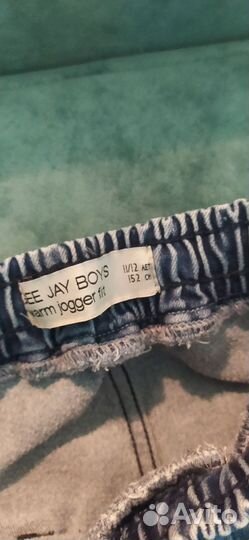 EE JAY BOYS
warm jogger fit
11/12 ЛЕТ
152 СМ
Avito